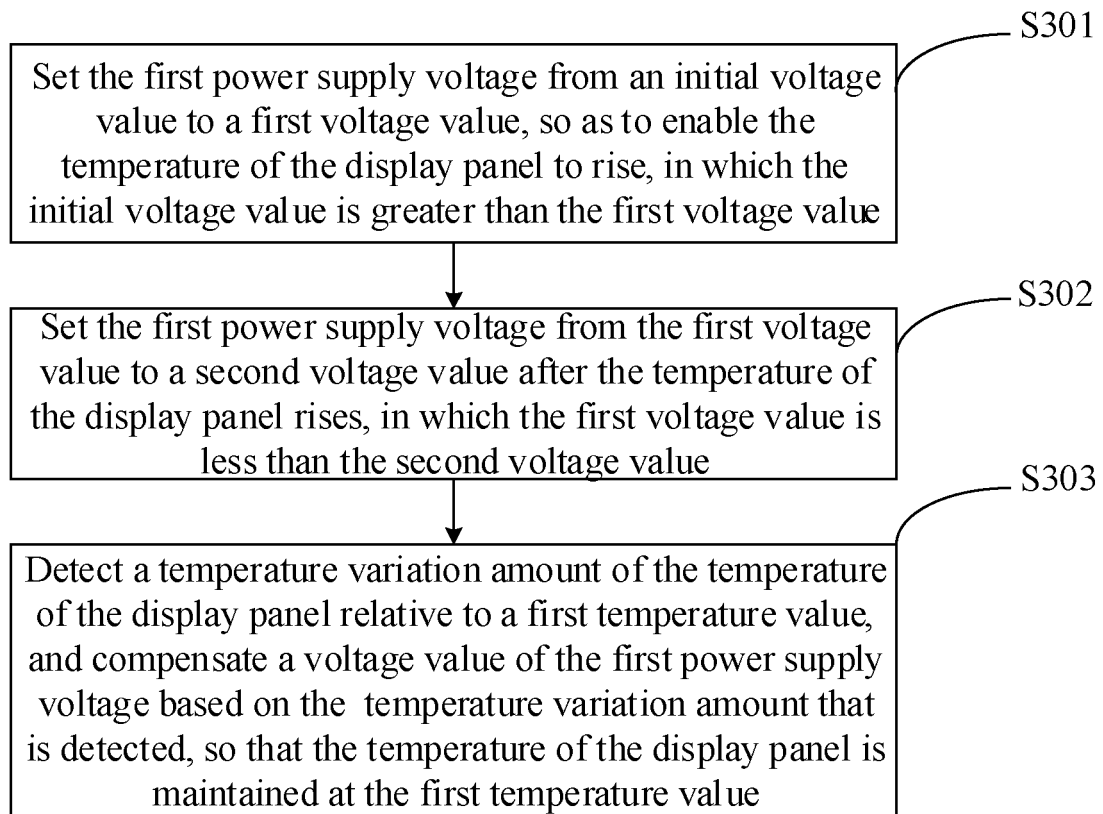 S301
Set the first power supply voltage from an initial voltage
value to a first voltage value, so as to enable the
temperature of the display panel to rise, in which the
initial voltage value is greater than the first voltage value
S302
Set the first power supply voltage from the first voltage
value to a second voltage value after the temperature of
the display panel rises, in which the first voltage value is
less than the second voltage value
S303
Detect a temperature variation amount of the temperature
of the display panel relative to a first temperature value,
and compensate a voltage value of the first power supply
voltage based on the temperature variation amount that
is detected, so that the temperature of the display panel is
maintained at the first temperature value